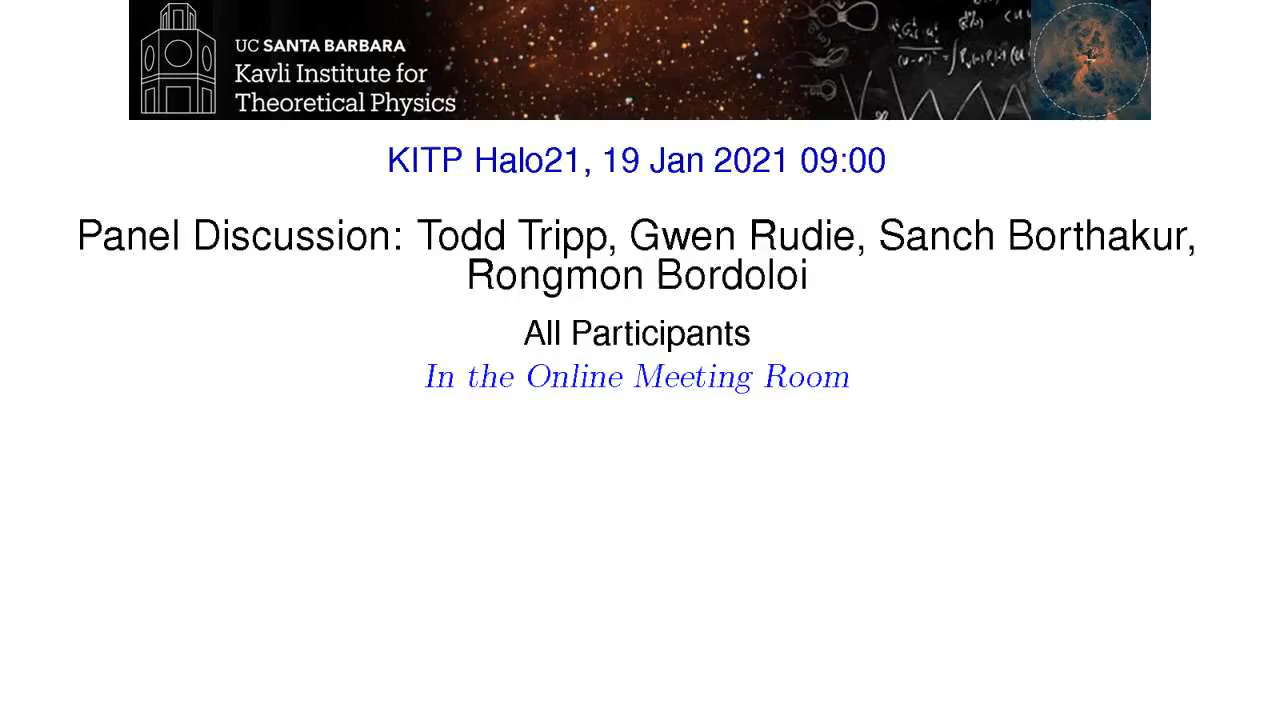 UC SANTA BARBARA
Kavli Institute for
Theoretical Physics
KITP Halo21, 19 Jan 2021 09:00
Panel Discussion: Todd Tripp, Gwen Rudie, Sanch Borthakur,
Rongmon Bordoloi
All Participants
In the Online Meeting Room